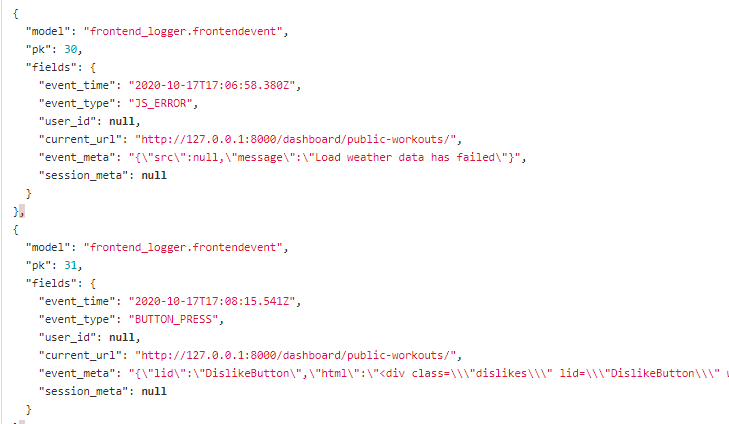 {
"model": "frontend_logger.frontendevent",
"pk": 30,
"fields": {
"event_time": "2020-10-17T17:06:58.380Z",
"event_type": "JS_ERROR",
"user_id": null,
"current_url": "http://127.0.0.1:8000/dashboard/public-workouts/",
"event_meta": "{\"src\":null,\"message\":\"Load weather data has failed\"}",
"session_meta": null
}
},
{
"model": "frontend_logger.frontendevent",
"pk": 31,
"fields": {
"event_time": "2020-10-17T17:08:15.541Z",
"event_type": "BUTTON_PRESS",
"user_id": null,
"current_url": "http://127.0.0.1:8000/dashboard/public-workouts/",
"event_meta": "{\"lid\":\"DislikeButton\",\"html\":\"<div class=\\\"dislikes\\\" lid=\\\"DislikeButton\\\"
"session_meta": null
}